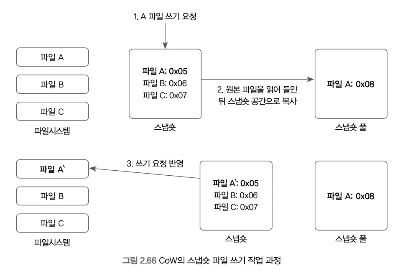 1. A 파일 쓰기 요청
파일 A
파일 B
파일 C
파일시스템
파일 A: 0x05
파일 B: 0x06
파일 C: 0x07
스냅숏
2. 원본 파일을 읽어 들인
뒤 스냅숏 공간으로 복사
파일 A: 0x08
스냅숏 풀
3. 쓰기 요청 반영
파일 A`
파일 B
파일 C
파일시스템
파일 A`: 0x05
파일 B: 0x06
파일 C: 0x07
스냅숏
파일 A: 0x08
스냅숏 풀
그림 2.66 CoW의 스냅숏 파일 쓰기 작업 과정